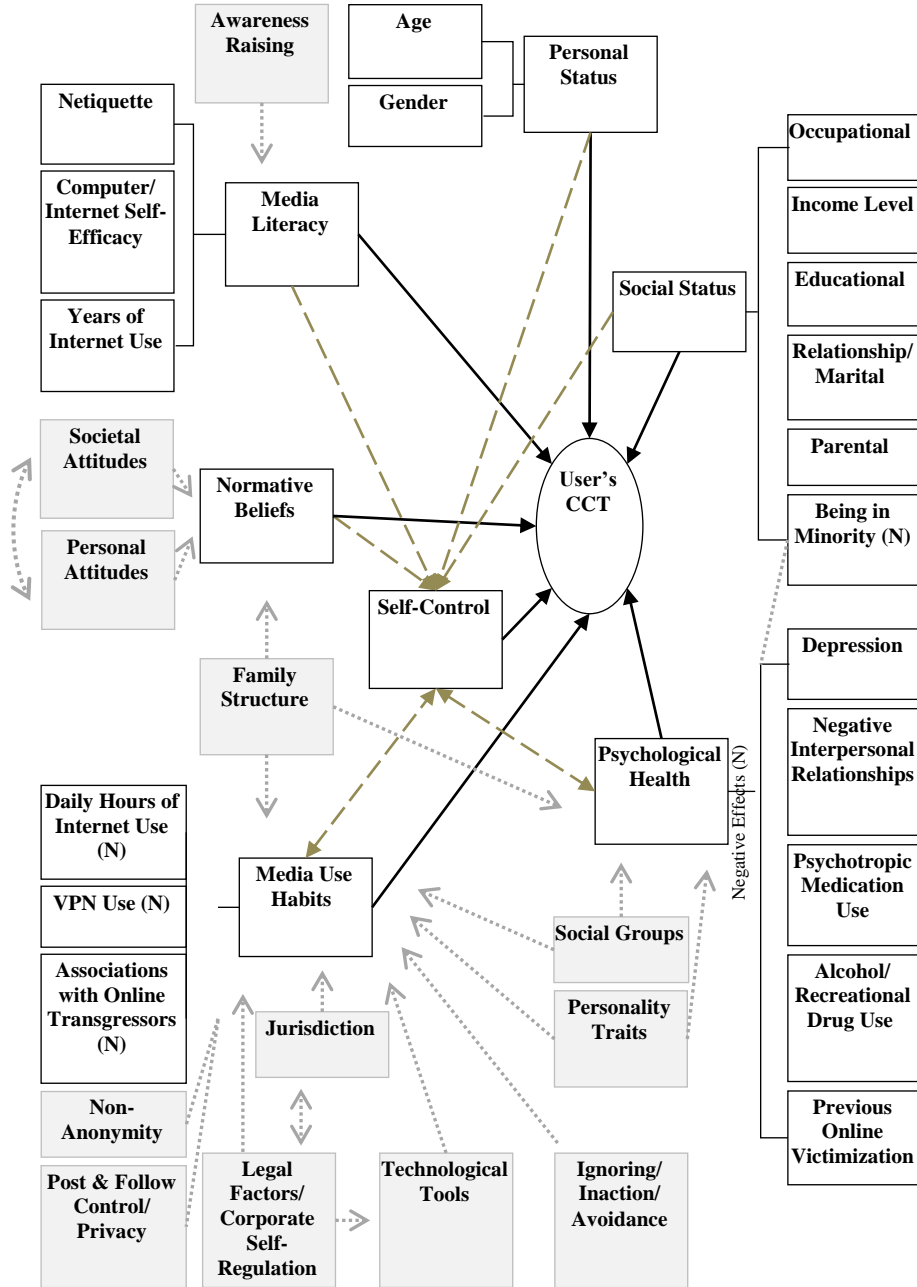 Awareness
Raising
Age
Gender
Personal
Status
Netiquette
Computer/
Internet Self-
Efficacy
Years of
Internet Use
Media
Literacy
Social Status
Occupational
Income Level
Educational
Relationship/
Marital
Parental
Being in
Minority (N)
Societal
Attitudes
Personal
Attitudes
Normative
Beliefs
User's
CCT
Self-Control
Family
Structure
Psychological
Health
Negative Effects (N)
Depression
Negative
Interpersonal
Relationships
Psychotropic
Medication
Use
Alcohol/
Recreational
Drug Use
Previous
Online
Victimization
Daily Hours of
Internet Use
(N)
VPN Use (N)
Associations
with Online
Transgressors
(N)
Media Use
Habits
Social Groups
Personality
Traits
Jurisdiction
Non-
Anonymity
Post & Follow
Control/
Privacy
Legal
Factors/
Corporate
Self-
Regulation
Technological
Tools
Ignoring/
Inaction/
Avoidance